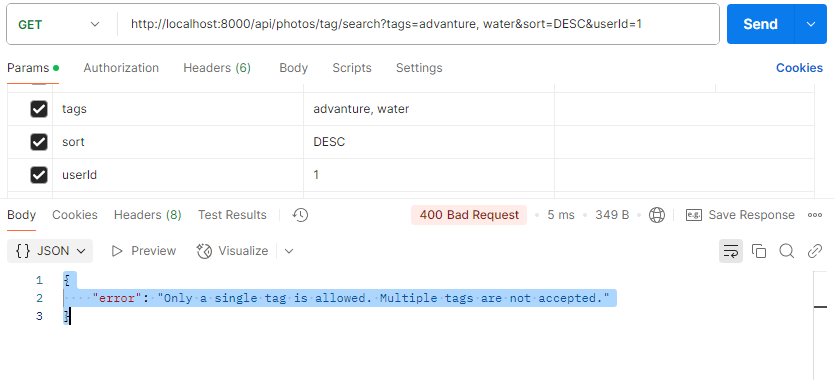 GET http://localhost:8000/api/photos/tag/search?tags=advanture, water&sort=DESC&userId=1 Send
Params Authorization Headers (6) Body Scripts Settings Cookies
tags advanture, water
sort DESC
userId 1
Body Cookies Headers (8) Test Results 400 Bad Request 5 ms 349 B e.g. Save Response
{} JSON Preview Visualize
1 {
2 "error": "Only a single tag is allowed. Multiple tags are not accepted."
3 }